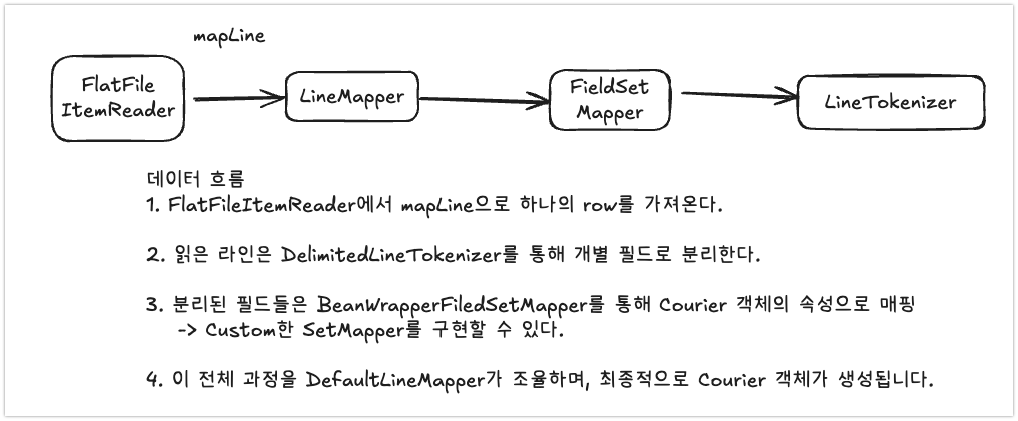 mapLine
FlatFile
ItemReader
LineMapper
FieldSet
Mapper
LineTokenizer
데이터 흐름
1. FlatFileItemReader에서 mapLine으로 하나의 row를 가져온다.
2. 읽은 라인은 DelimitedLineTokenizer를 통해 개별 필드로 분리한다.
3. 분리된 필드들은 BeanWrapperFiledSetMapper를 통해 Courier 객체의 속성으로 매핑
-> Custom한 SetMapper를 구현할 수 있다.
4. 이 전체 과정을 DefaultLineMapper가 조율하며, 최종적으로 Courier 객체가 생성됩니다.